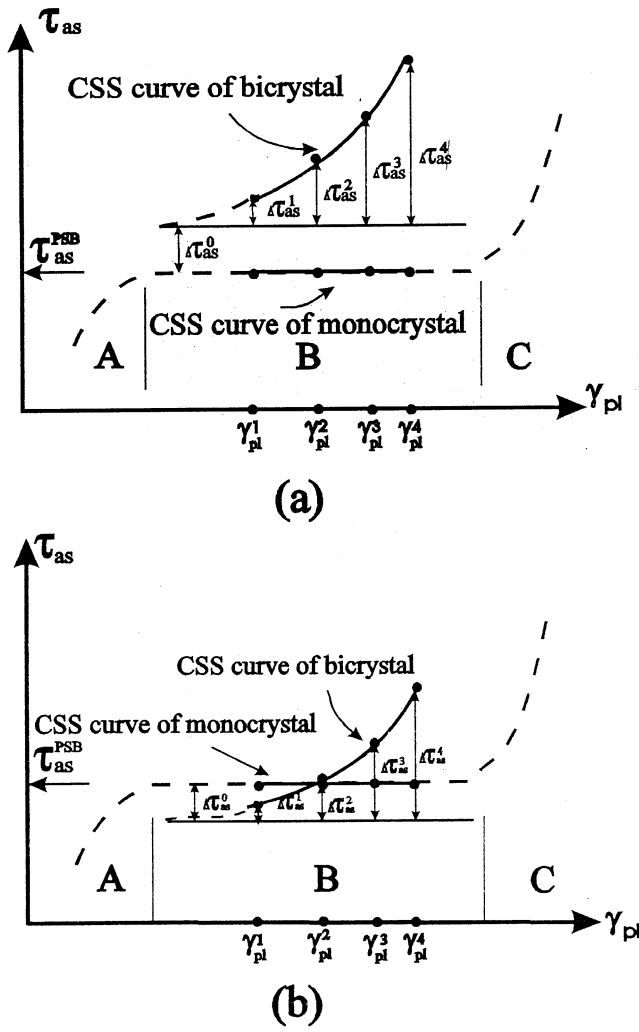 τas
CSS curve of bicrystal
Δτas⁴
Δτas³
Δτas²
Δτas¹
Δτas⁰
τasPSB
CSS curve of monocrystal
A
B
C
γpl
γpl¹ γpl² γpl³ γpl⁴
(a)
τas
CSS curve of bicrystal
CSS curve of monocrystal
τasPSB
Δτas³
Δτas⁴
Δτas⁰
Δτas¹
Δτas²
A
B
C
γpl
γpl¹ γpl² γpl³ γpl⁴
(b)